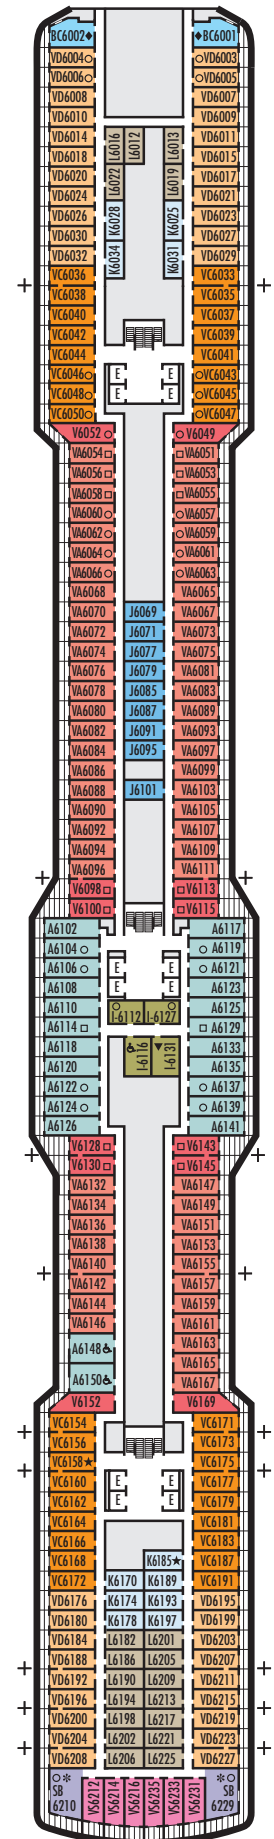 BC6002♦ ♦BC6001
VD6004○ ○VD6003
VD6006○ ○VD6005
VD6008 VD6007
VD6010 VD6009
VD6014 L6016 L6012 L6013 VD6011
VD6018 VD6015
VD6020 L6022 L6019 VD6017
VD6024 VD6021
VD6026 K6028 K6025 VD6023
VD6030 VD6027
VD6032 K6034 K6031 VD6029
VC6036 VC6033
VC6038 VC6035
VC6040 VC6037
VC6042 VC6039
VC6044 VC6041
VC6046○ E E ○VC6043
VC6048○ E E ○VC6045
VC6050○ ○VC6047
V6052○ ○V6049
VA6054□ □VA6051
VA6056□ □VA6053
VA6058□ □VA6055
VA6060○ ○VA6057
VA6062○ ○VA6059
VA6064○ ○VA6061
VA6066○ ○VA6063
VA6068 VA6065
VA6070 J6069 VA6067
VA6072 J6071 VA6073
VA6074 J6077 VA6075
VA6076 J6079 VA6081
VA6078 J6085 VA6083
VA6080 J6087 VA6089
VA6082 J6091 VA6093
VA6084 J6095 VA6097
VA6086 VA6099
VA6088 J6101 VA6103
VA6090 VA6105
VA6092 VA6107
VA6094 VA6109
VA6096 VA6111
V6098□ □V6113
V6100□ □V6115
A6102 A6117
A6104○ ○A6119
A6106○ E E ○A6121
A6108 E E A6123
A6110 I-6112 I-6127 A6125
A6114□ □A6129
A6118 I-6116 I-6131 A6133
A6120 A6135
A6122○ ○A6137
A6124○ ○A6139
A6126 A6141
V6128□ □V6143
V6130□ □V6145
VA6132 VA6147
VA6134 VA6149
VA6136 VA6151
VA6138 VA6153
VA6140 VA6155
VA6142 VA6157
VA6144 VA6159
VA6146 VA6161
A6148♿ VA6163
VA6165
A6150♿ VA6167
V6152 V6169
VC6154 VC6171
VC6156 VC6173
VC6158★ VC6175
VC6160 E E VC6177
VC6162 E E VC6179
VC6164 VC6181
VC6166 VC6183
VC6168 K6185★ VC6187
VC6172 K6170 K6189 VC6191
VD6176 K6174 K6193 VD6195
VD6180 K6178 K6197 VD6199
VD6184 L6182 L6201 VD6203
VD6188 L6186 L6205 VD6207
VD6192 L6190 L6209 VD6211
VD6196 L6194 L6213 VD6215
VD6200 L6198 L6217 VD6219
VD6204 L6202 L6221 VD6223
VD6208 L6206 L6225 VD6227
○✻ ✻○
SB 6210 VS6212 VS6214 VS6216 VS6235 VS6233 VS6231 SB 6229